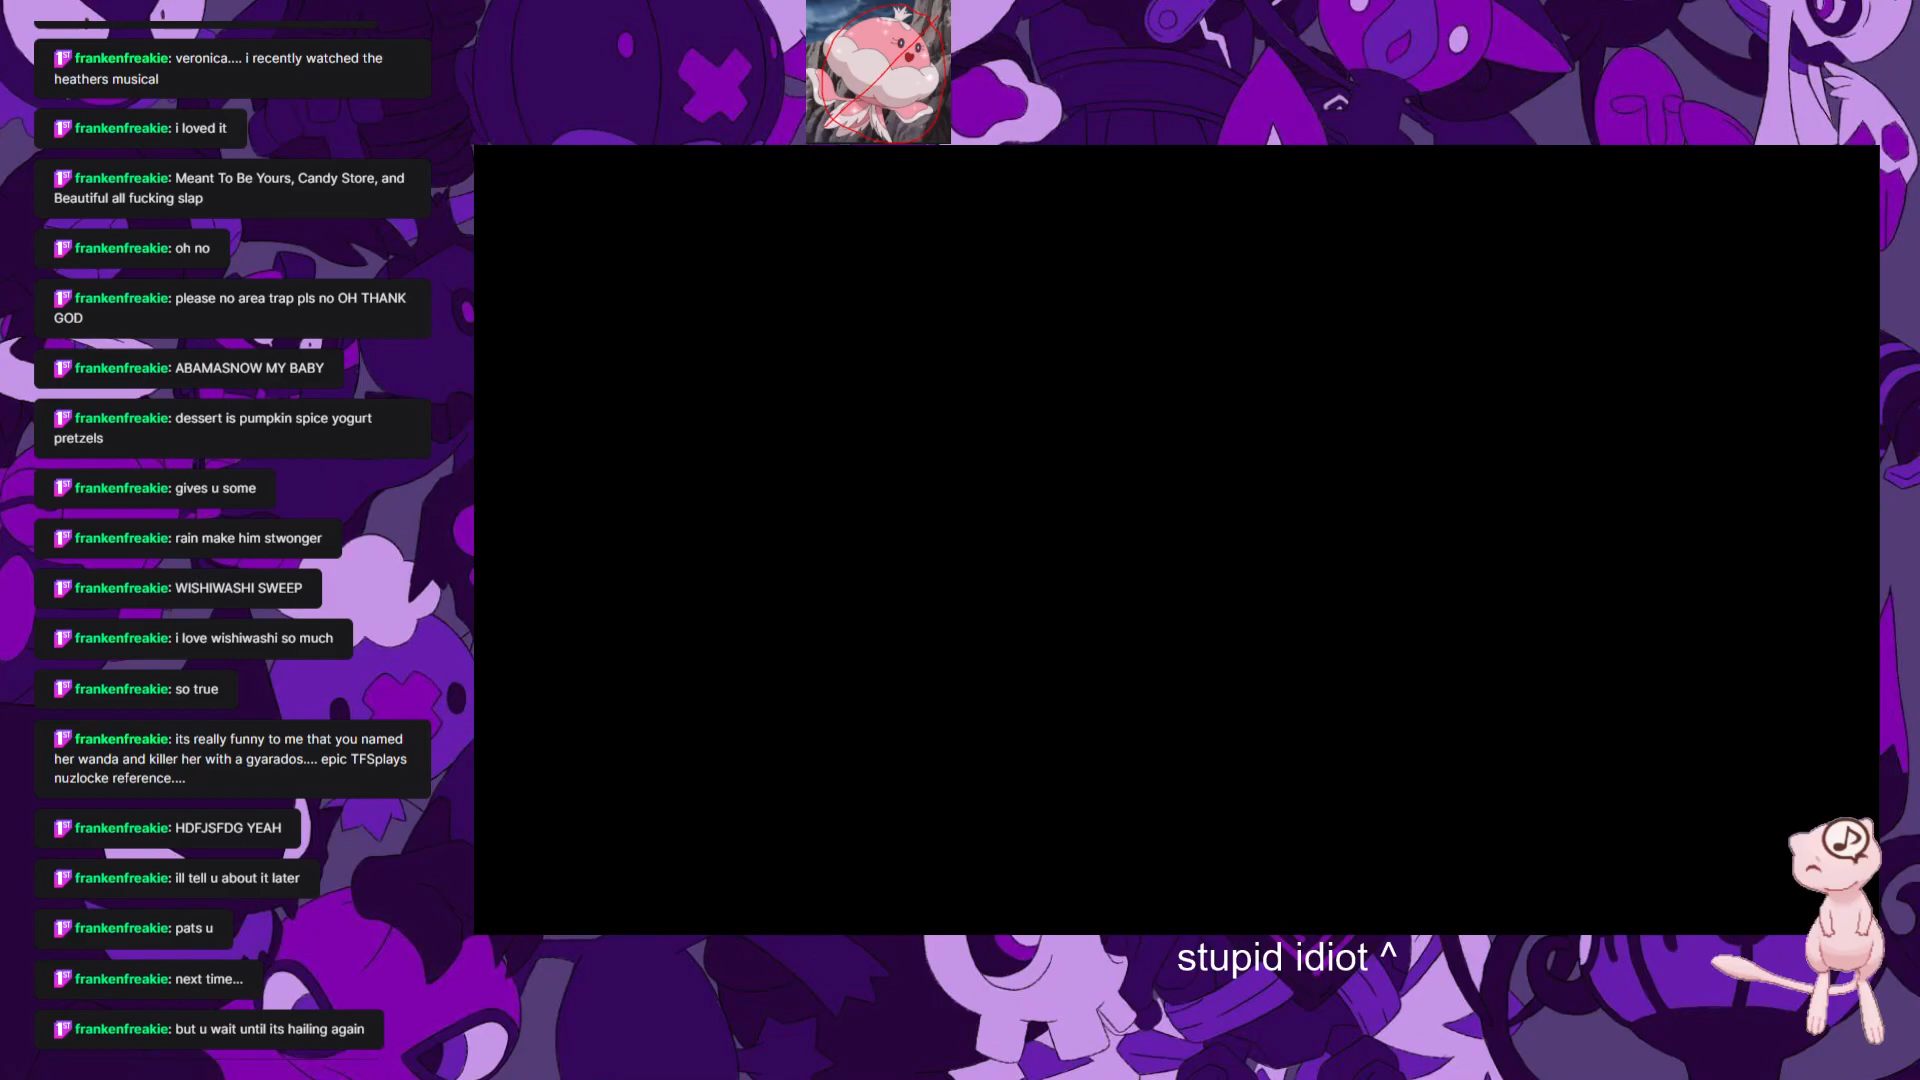 frankenfreakie: veronica.... i recently watched the
heathers musical
frankenfreakie: i loved it
frankenfreakie: Meant To Be Yours, Candy Store, and
Beautiful all fucking slap
frankenfreakie: oh no
frankenfreakie: please no area trap pls no OH THANK
GOD
frankenfreakie: ABAMASNOW MY BABY
frankenfreakie: dessert is pumpkin spice yogurt
pretzels
frankenfreakie: gives u some
frankenfreakie: rain make him stwonger
frankenfreakie: WISHIWASHI SWEEP
frankenfreakie: i love wishiwashi so much
frankenfreakie: so true
frankenfreakie: its really funny to me that you named
her wanda and killer her with a gyarados.... epic TFSplays
nuzlocke reference....
frankenfreakie: HDFJSFDG YEAH
frankenfreakie: ill tell u about it later
frankenfreakie: pats u
frankenfreakie: next time...
frankenfreakie: but u wait until its hailing again
stupid idiot ^